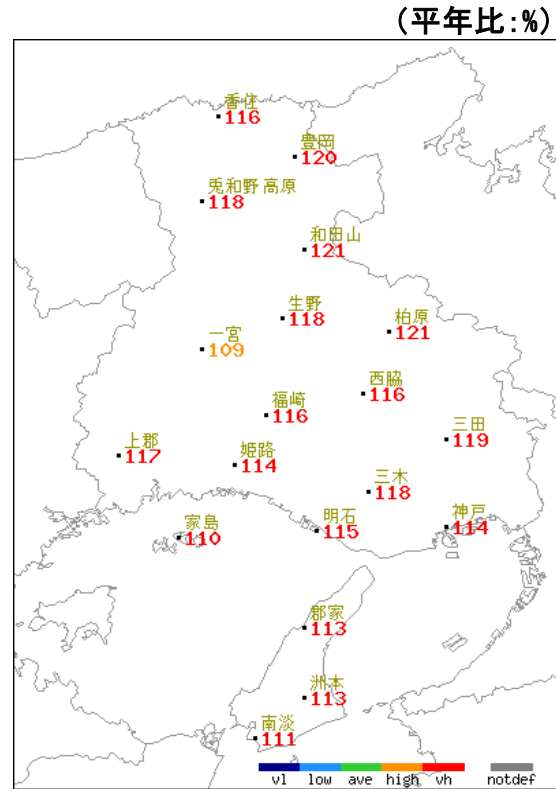 (平年比:%)
香住
116
豊岡
120
兎和野高原
118
和田山
121
生野
118
柏原
121
一宮
109
西脇
116
福崎
116
三田
119
上郡
117
姫路
114
三木
118
家島
110
明石
115
神戸
114
郡家
113
洲本
113
南淡
111
vl low ave high vh notdef